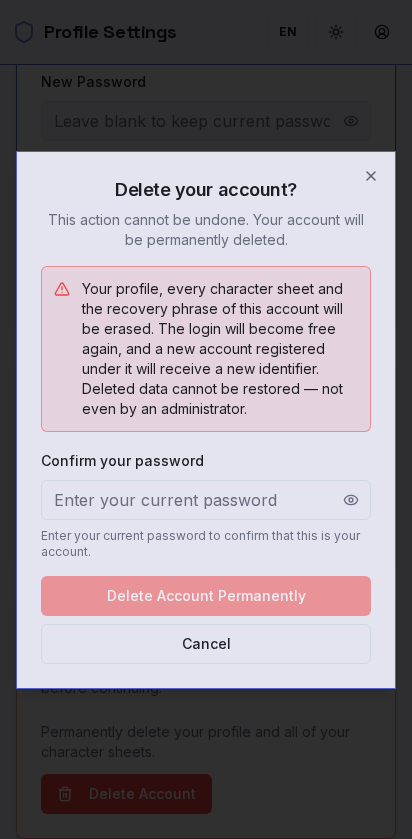 Profile Settings
EN
New Password
Leave blank to keep current passwc
Delete your account?
This action cannot be undone. Your account will
be permanently deleted.
Your profile, every character sheet and
the recovery phrase of this account will
be erased. The login will become free
again, and a new account registered
under it will receive a new identifier.
Deleted data cannot be restored — not
even by an administrator.
Confirm your password
Enter your current password
Enter your current password to confirm that this is your
account.
Delete Account Permanently
Cancel
before continuing.
Permanently delete your profile and all of your
character sheets.
Delete Account